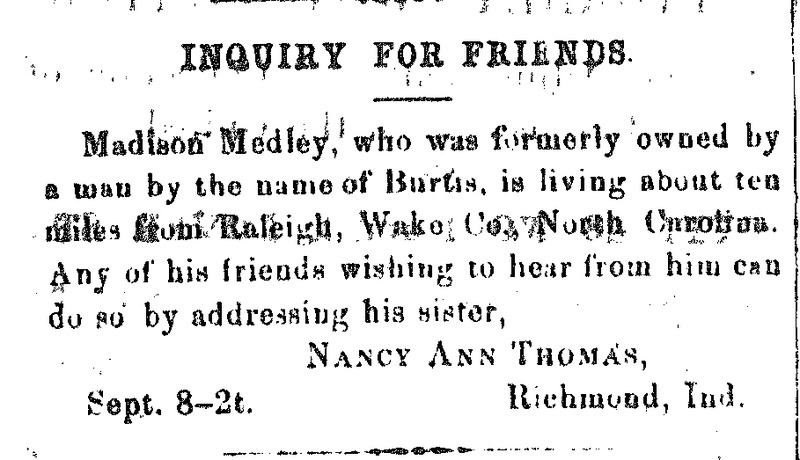 INQUIRY FOR FRIENDS.
Madison Medley, who was formerly owned by
a man by the name of Burtis, is living about ten
miles from Raleigh, Wake Co., North Carolina.
Any of his friends wishing to hear from him can
do so by addressing his sister,
NANCY ANN THOMAS,
Sept. 8–2t. Richmond, Ind.